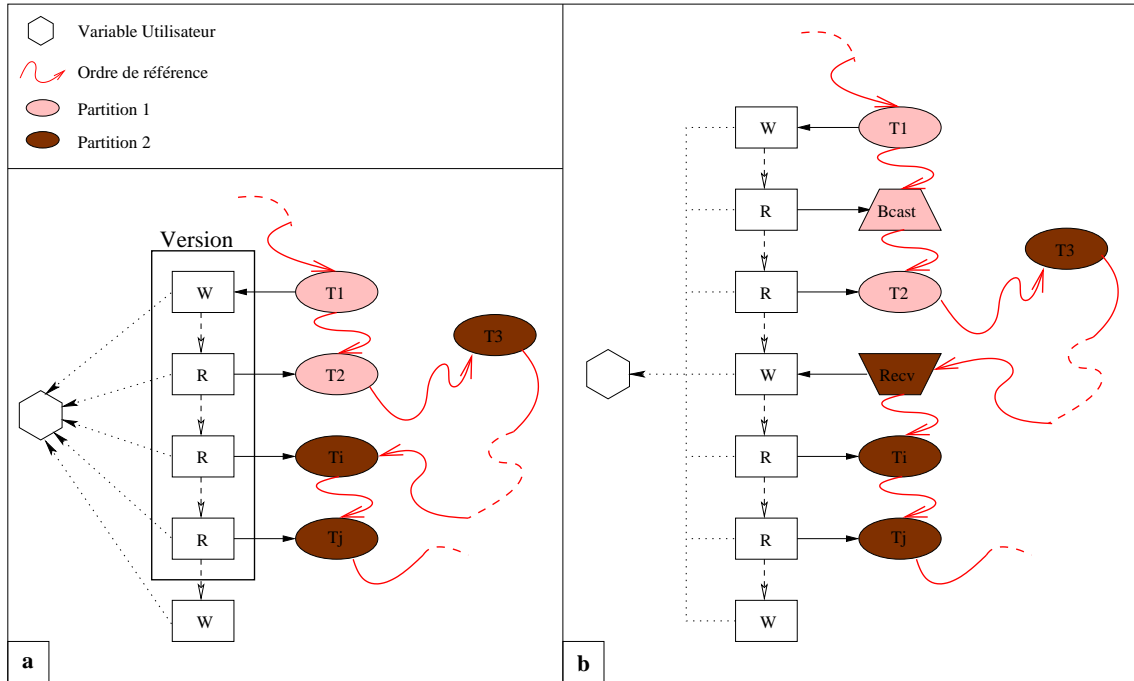 Variable Utilisateur
Ordre de référence
Partition 1
Partition 2
Version
W
T1
R
T2
T3
R
Ti
R
Tj
W
a
W
T1
R
Bcast
T3
R
T2
W
Recv
R
Ti
R
Tj
W
b